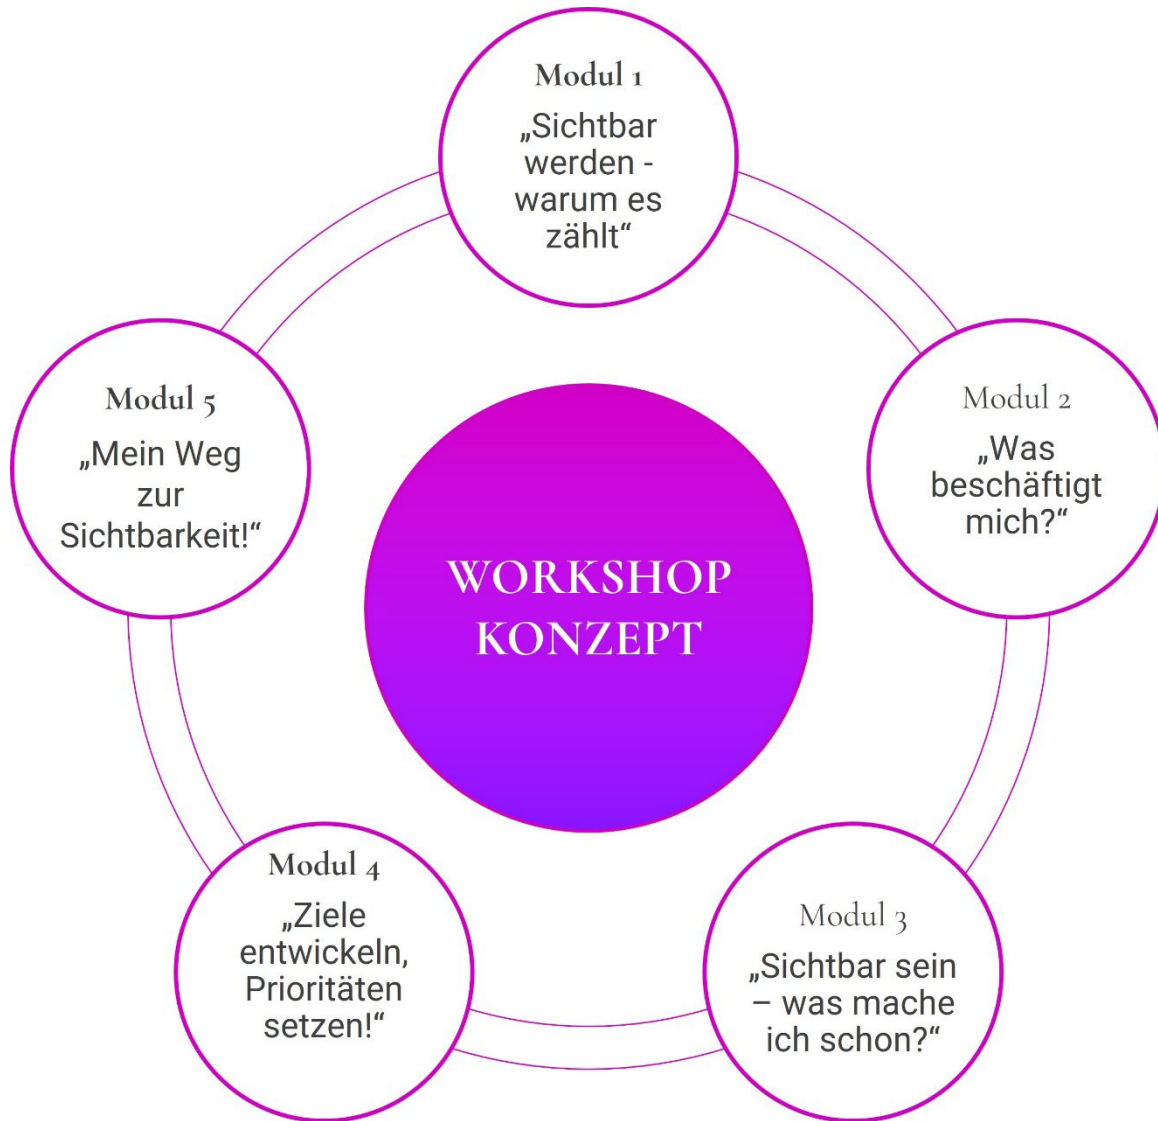 Modul 1
„Sichtbar
werden -
warum es
zählt“
Modul 2
„Was
beschäftigt
mich?“
Modul 3
„Sichtbar sein
– was mache
ich schon?“
Modul 4
„Ziele
entwickeln,
Prioritäten
setzen!“
Modul 5
„Mein Weg
zur
Sichtbarkeit!“
WORKSHOP
KONZEPT